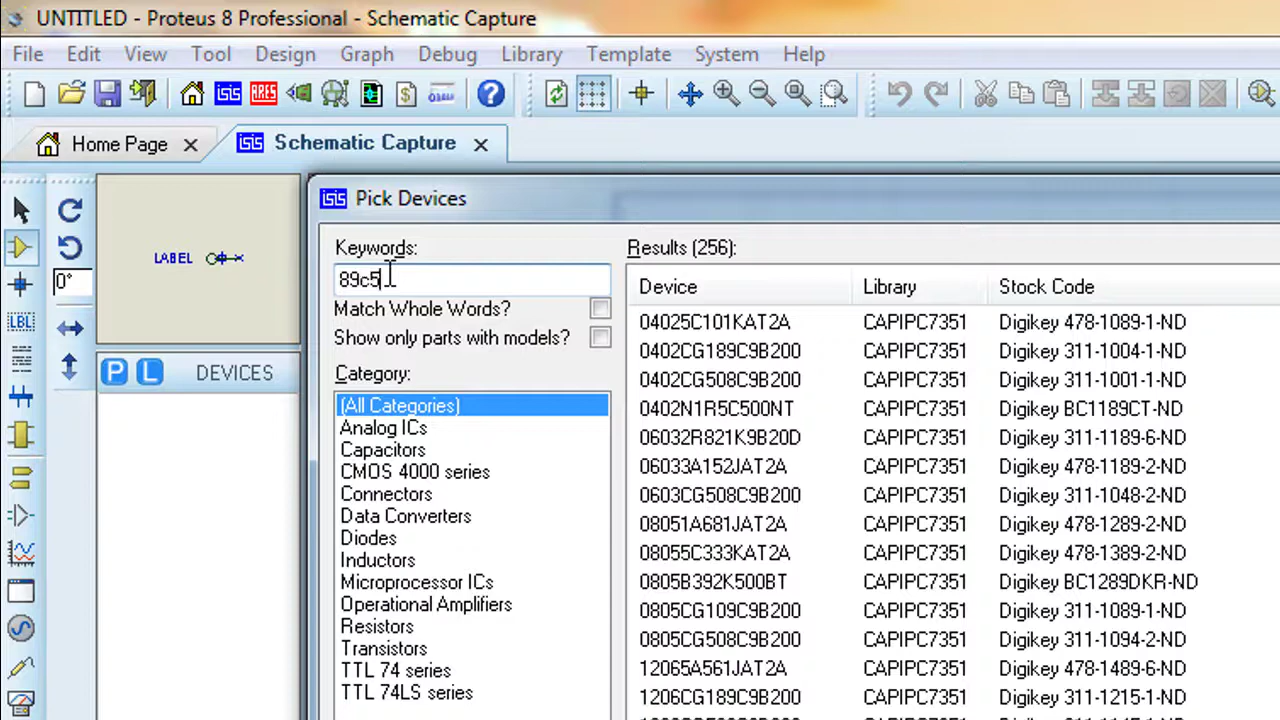 UNTITLED - Proteus 8 Professional - Schematic Capture
File Edit View Tool Design Graph Debug Library Template System Help
isis ARES $ ?
Home Page isis Schematic Capture
isis Pick Devices
LABEL
0°
LBL
P L DEVICES
Keywords:
89c5
Match Whole Words?
Show only parts with models?
Category:
(All Categories)
Analog ICs
Capacitors
CMOS 4000 series
Connectors
Data Converters
Diodes
Inductors
Microprocessor ICs
Operational Amplifiers
Resistors
Transistors
TTL 74 series
TTL 74LS series
Results (256):
Device Library Stock Code
04025C101KAT2A CAPIPC7351 Digikey 478-1089-1-ND
0402CG189C9B200 CAPIPC7351 Digikey 311-1004-1-ND
0402CG508C9B200 CAPIPC7351 Digikey 311-1001-1-ND
0402N1R5C500NT CAPIPC7351 Digikey BC1189CT-ND
06032R821K9B20D CAPIPC7351 Digikey 311-1189-6-ND
06033A152JAT2A CAPIPC7351 Digikey 478-1189-2-ND
0603CG508C9B200 CAPIPC7351 Digikey 311-1048-2-ND
08051A681JAT2A CAPIPC7351 Digikey 478-1289-2-ND
08055C333KAT2A CAPIPC7351 Digikey 478-1389-2-ND
0805B392K500BT CAPIPC7351 Digikey BC1289DKR-ND
0805CG109C9B200 CAPIPC7351 Digikey 311-1089-1-ND
0805CG508C9B200 CAPIPC7351 Digikey 311-1094-2-ND
12065A561JAT2A CAPIPC7351 Digikey 478-1489-6-ND
1206CG189C9B200 CAPIPC7351 Digikey 311-1215-1-ND